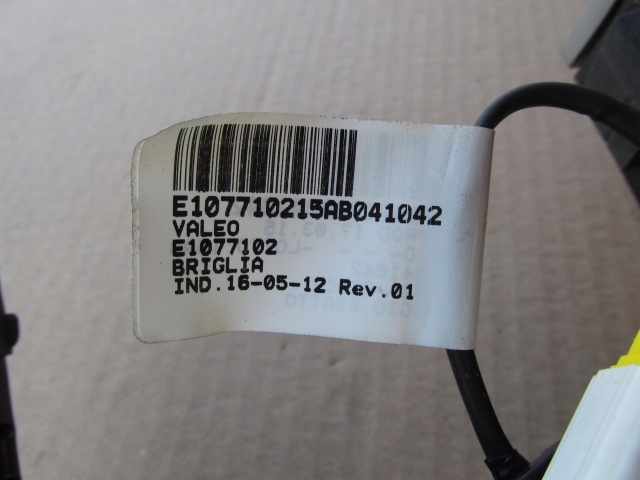 E107710215AB041042
VALEO
E1077102
BRIGLIA
IND.16-05-12 Rev.01